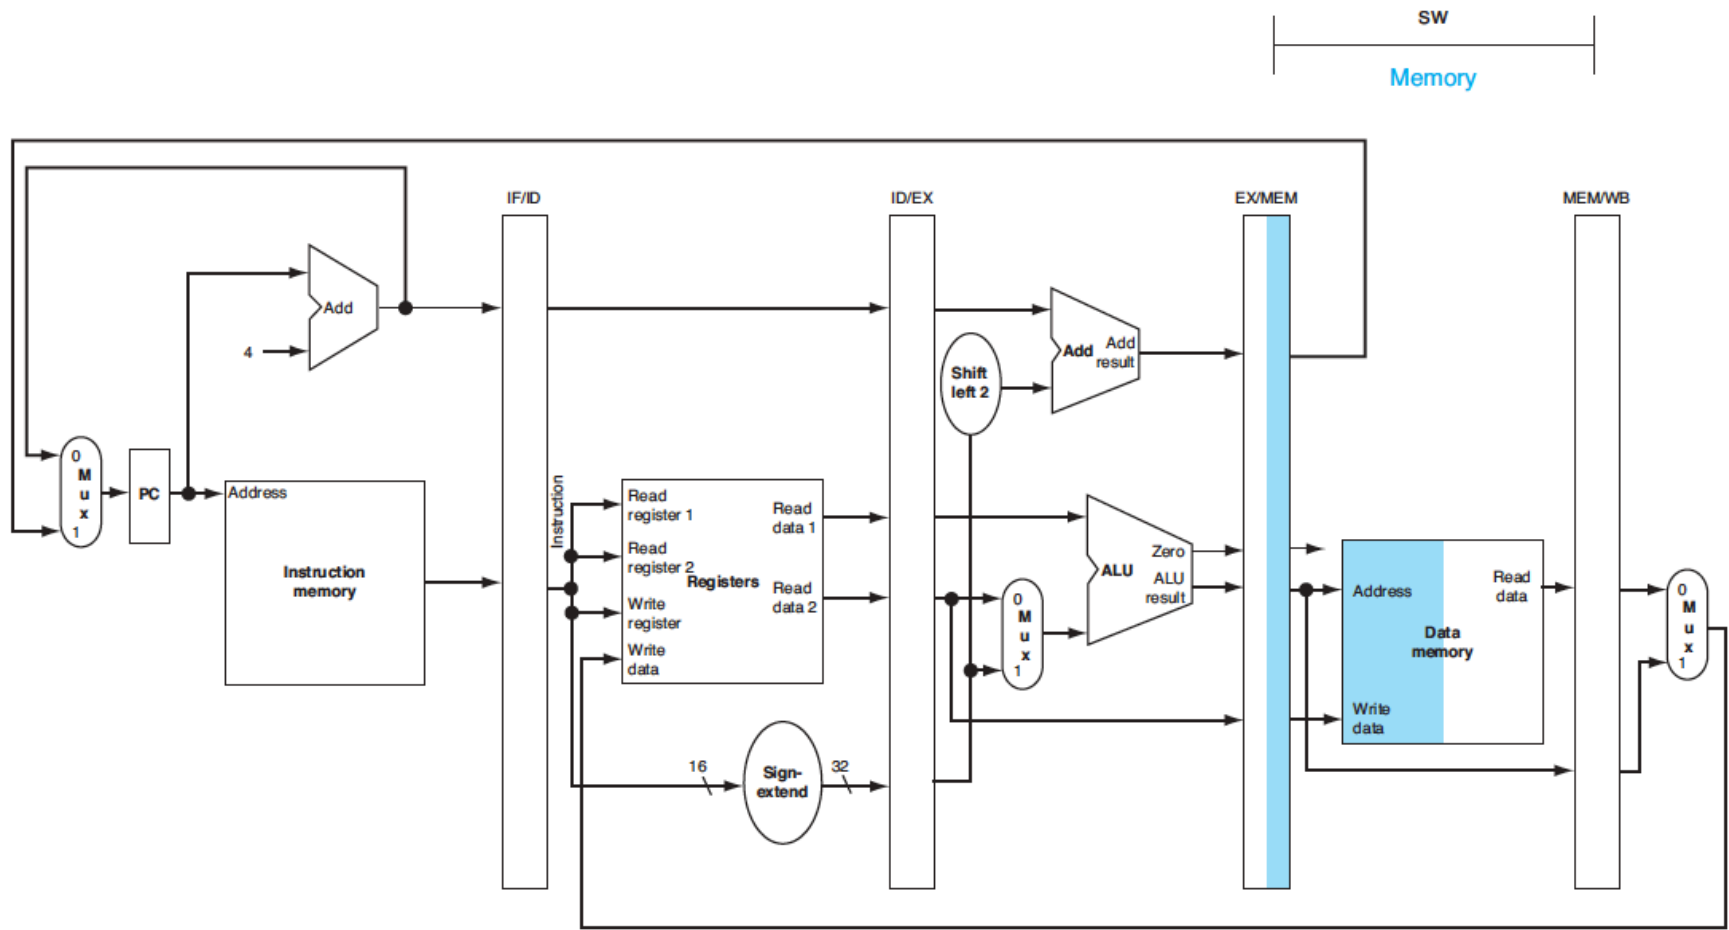 SW
Memory
IF/ID
ID/EX
EX/MEM
MEM/WB
Add
4
Add
Add
result
Shift
left 2
0
M
u
x
1
PC
Address
Instruction
memory
Instruction
Read
register 1
Read
register 2
Write
register
Write
data
Registers
Read
data 1
Read
data 2
16
Sign-
extend
32
0
M
u
x
1
ALU
Zero
ALU
result
Address
Data
memory
Write
data
Read
data
0
M
u
x
1